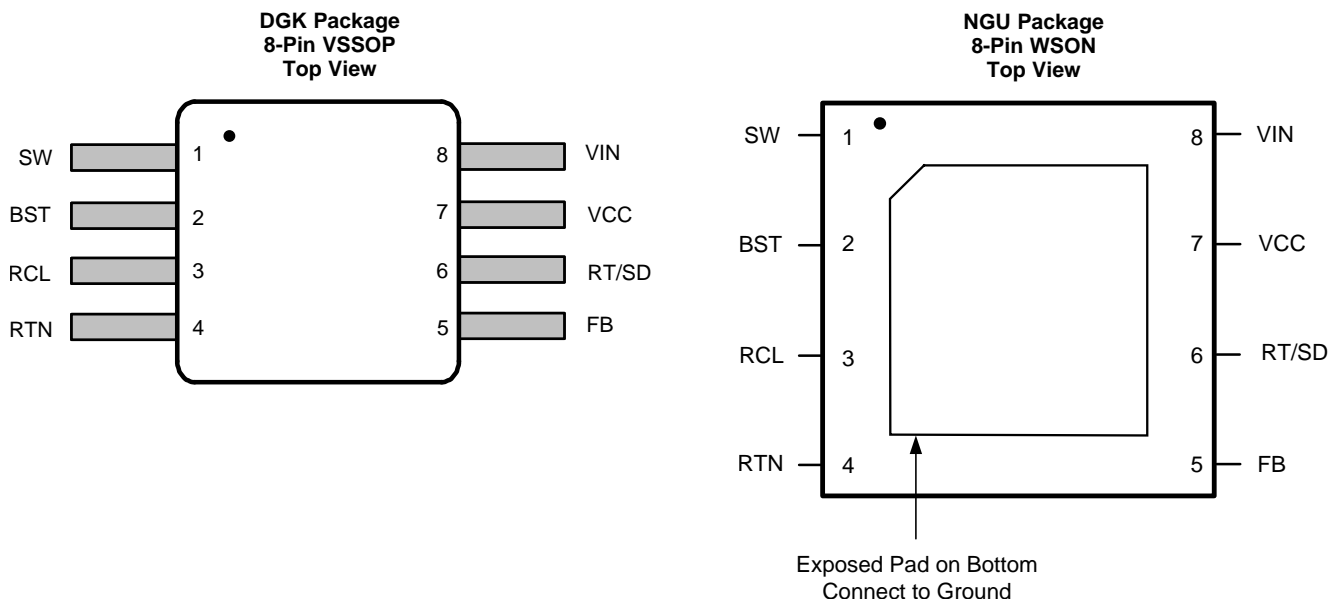 DGK Package
8-Pin VSSOP
Top View
SW 1 8 VIN
BST 2 7 VCC
RCL 3 6 RT/SD
RTN 4 5 FB
NGU Package
8-Pin WSON
Top View
SW 1 8 VIN
BST 2 7 VCC
RCL 3 6 RT/SD
RTN 4 5 FB
Exposed Pad on Bottom
Connect to Ground